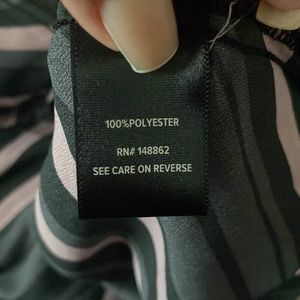 100%POLYESTER
RN# 148862
SEE CARE ON REVERSE